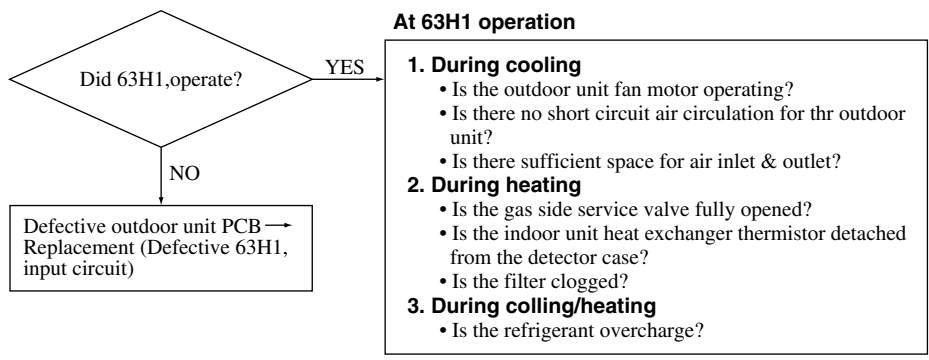 At 63H1 operation
Did 63H1,operate?
YES
NO
Defective outdoor unit PCB →
Replacement (Defective 63H1,
input circuit)
1. During cooling
• Is the outdoor unit fan motor operating?
• Is there no short circuit air circulation for thr outdoor
unit?
• Is there sufficient space for air inlet & outlet?
2. During heating
• Is the gas side service valve fully opened?
• Is the indoor unit heat exchanger thermistor detached
from the detector case?
• Is the filter clogged?
3. During colling/heating
• Is the refrigerant overcharge?